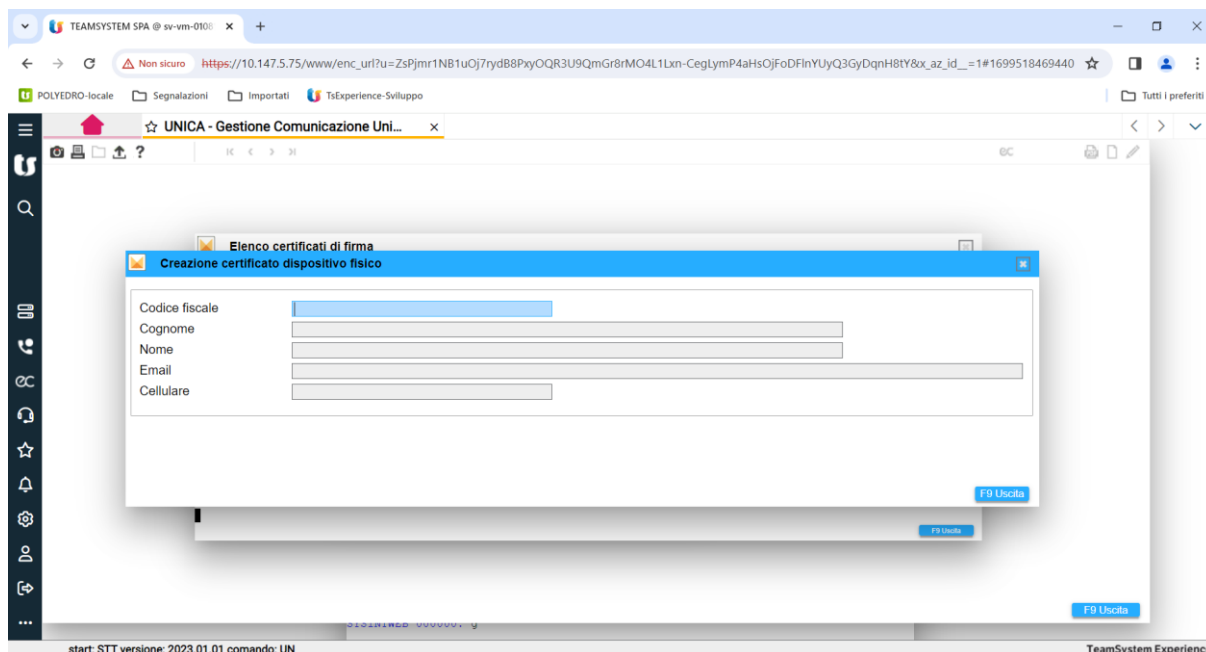 TEAMSYSTEM SPA @ sv-vm-0108
Non sicuro https://10.147.5.75/www/enc_url?u=ZsPjmr1NB1uOj7rydB8PxyOQR3U9QmGr8rMO4L1Lxn-CegLymP4aHsOjFoDFlnYUyQ3GyDqnH8tY&x_az_id__=1#1699518469440
POLYEDRO-locale Segnalazioni Importati TsExperience-Sviluppo Tutti i preferiti
UNICA - Gestione Comunicazione Uni...
ec
Elenco certificati di firma
Creazione certificato dispositivo fisico
Codice fiscale
Cognome
Nome
Email
Cellulare
F9 Uscita
F9 Uscita
F9 Uscita
start: STT versione: 2023.01.01 comando: UN TeamSystem Experienc